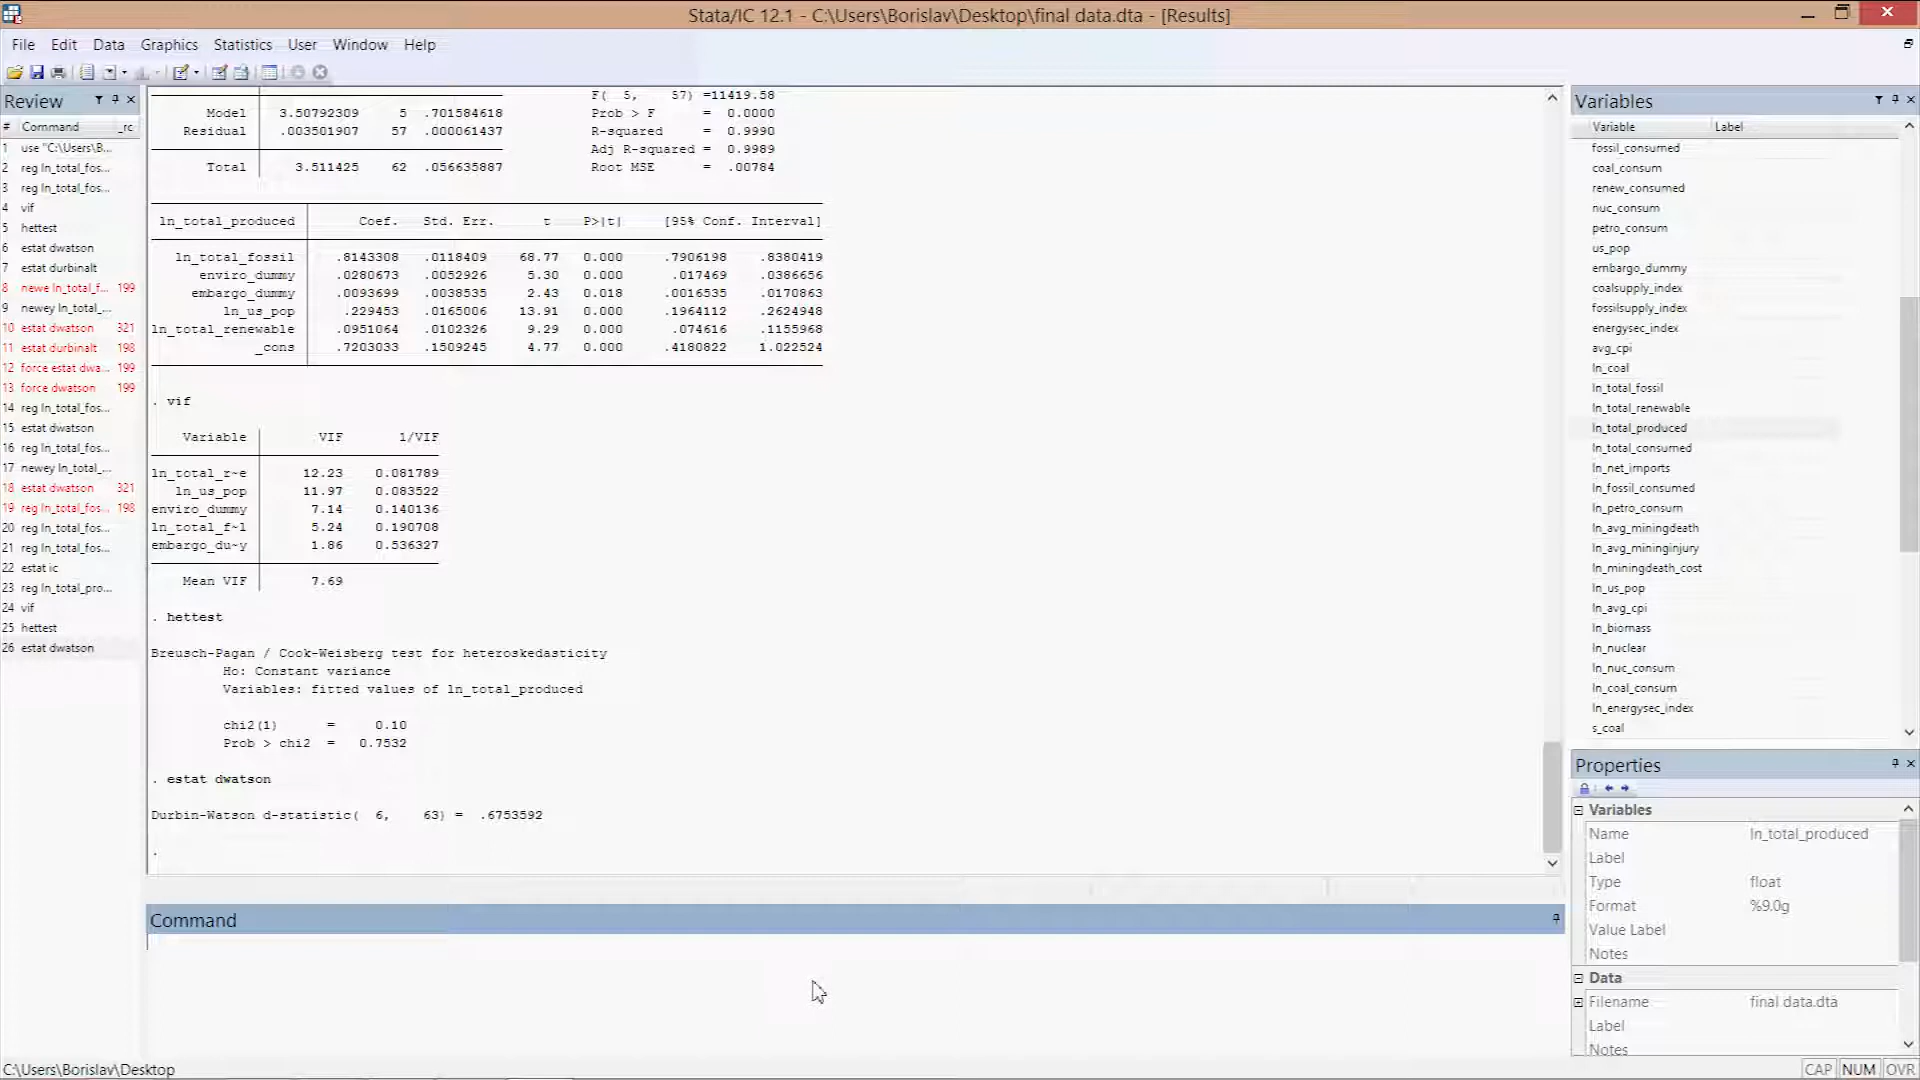 Stata/IC 12.1 - C:\Users\Borislav\Desktop\final data.dta - [Results]
File Edit Data Graphics Statistics User Window Help
Review
# Command _rc
1 use "C:\Users\B...
2 reg ln_total_fos...
3 reg ln_total_fos...
4 vif
5 hettest
6 estat dwatson
7 estat durbinalt
8 newe ln_total_f... 199
9 newey ln_total_...
10 estat dwatson 321
11 estat durbinalt 198
12 force estat dwa... 199
13 force dwatson 199
14 reg ln_total_fos...
15 estat dwatson
16 reg ln_total_fos...
17 newey ln_total_...
18 estat dwatson 321
19 reg ln_total_fos... 198
20 reg ln_total_fos...
21 reg ln_total_fos...
22 estat ic
23 reg ln_total_pro...
24 vif
25 hettest
26 estat dwatson
F( 5, 57) =11419.58
Model 3.50792309 5 .701584618 Prob > F = 0.0000
Residual .003501907 57 .000061437 R-squared = 0.9990
Adj R-squared = 0.9989
Total 3.511425 62 .056635887 Root MSE = .00784
ln_total_produced Coef. Std. Err. t P>|t| [95% Conf. Interval]
ln_total_fossil .8143308 .0118409 68.77 0.000 .7906198 .8380419
enviro_dummy .0280673 .0052926 5.30 0.000 .017469 .0386656
embargo_dummy .0093699 .0038535 2.43 0.018 .0016535 .0170863
ln_us_pop .229453 .0165006 13.91 0.000 .1964112 .2624948
ln_total_renewable .0951064 .0102326 9.29 0.000 .074616 .1155968
_cons .7203033 .1509245 4.77 0.000 .4180822 1.022524
. vif
Variable VIF 1/VIF
ln_total_r~e 12.23 0.081789
ln_us_pop 11.97 0.083522
enviro_dummy 7.14 0.140136
ln_total_f~l 5.24 0.190708
embargo_du~y 1.86 0.536327
Mean VIF 7.69
. hettest
Breusch-Pagan / Cook-Weisberg test for heteroskedasticity
Ho: Constant variance
Variables: fitted values of ln_total_produced
chi2(1) = 0.10
Prob > chi2 = 0.7532
. estat dwatson
Durbin-Watson d-statistic( 6, 63) = .6753592
.
Command
Variables
Variable Label
fossil_consumed
coal_consum
renew_consumed
nuc_consum
petro_consum
us_pop
embargo_dummy
coalsupply_index
fossilsupply_index
energysec_index
avg_cpi
ln_coal
ln_total_fossil
ln_total_renewable
ln_total_produced
ln_total_consumed
ln_net_imports
ln_fossil_consumed
ln_petro_consum
ln_avg_miningdeath
ln_avg_mininginjury
ln_miningdeath_cost
ln_us_pop
ln_avg_cpi
ln_biomass
ln_nuclear
ln_nuc_consum
ln_coal_consum
ln_energysec_index
s_coal
Properties
Variables
Name ln_total_produced
Label
Type float
Format %9.0g
Value Label
Notes
Data
Filename final data.dta
Label
Notes
C:\Users\Borislav\Desktop
CAP NUM OVR